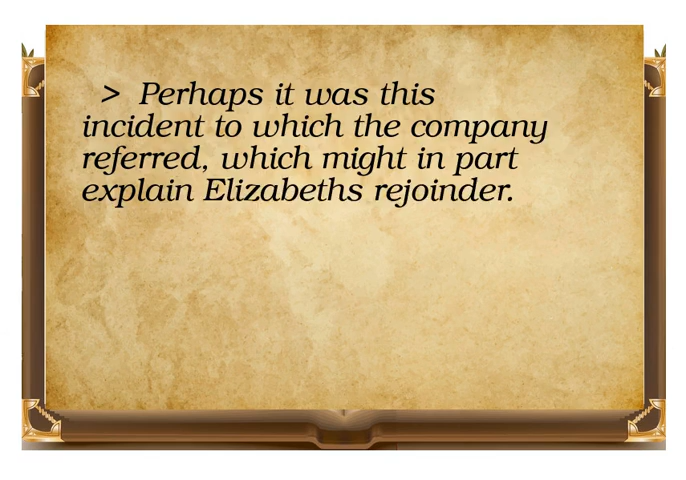 > Perhaps it was this
incident to which the company
referred, which might in part
explain Elizabeths rejoinder.